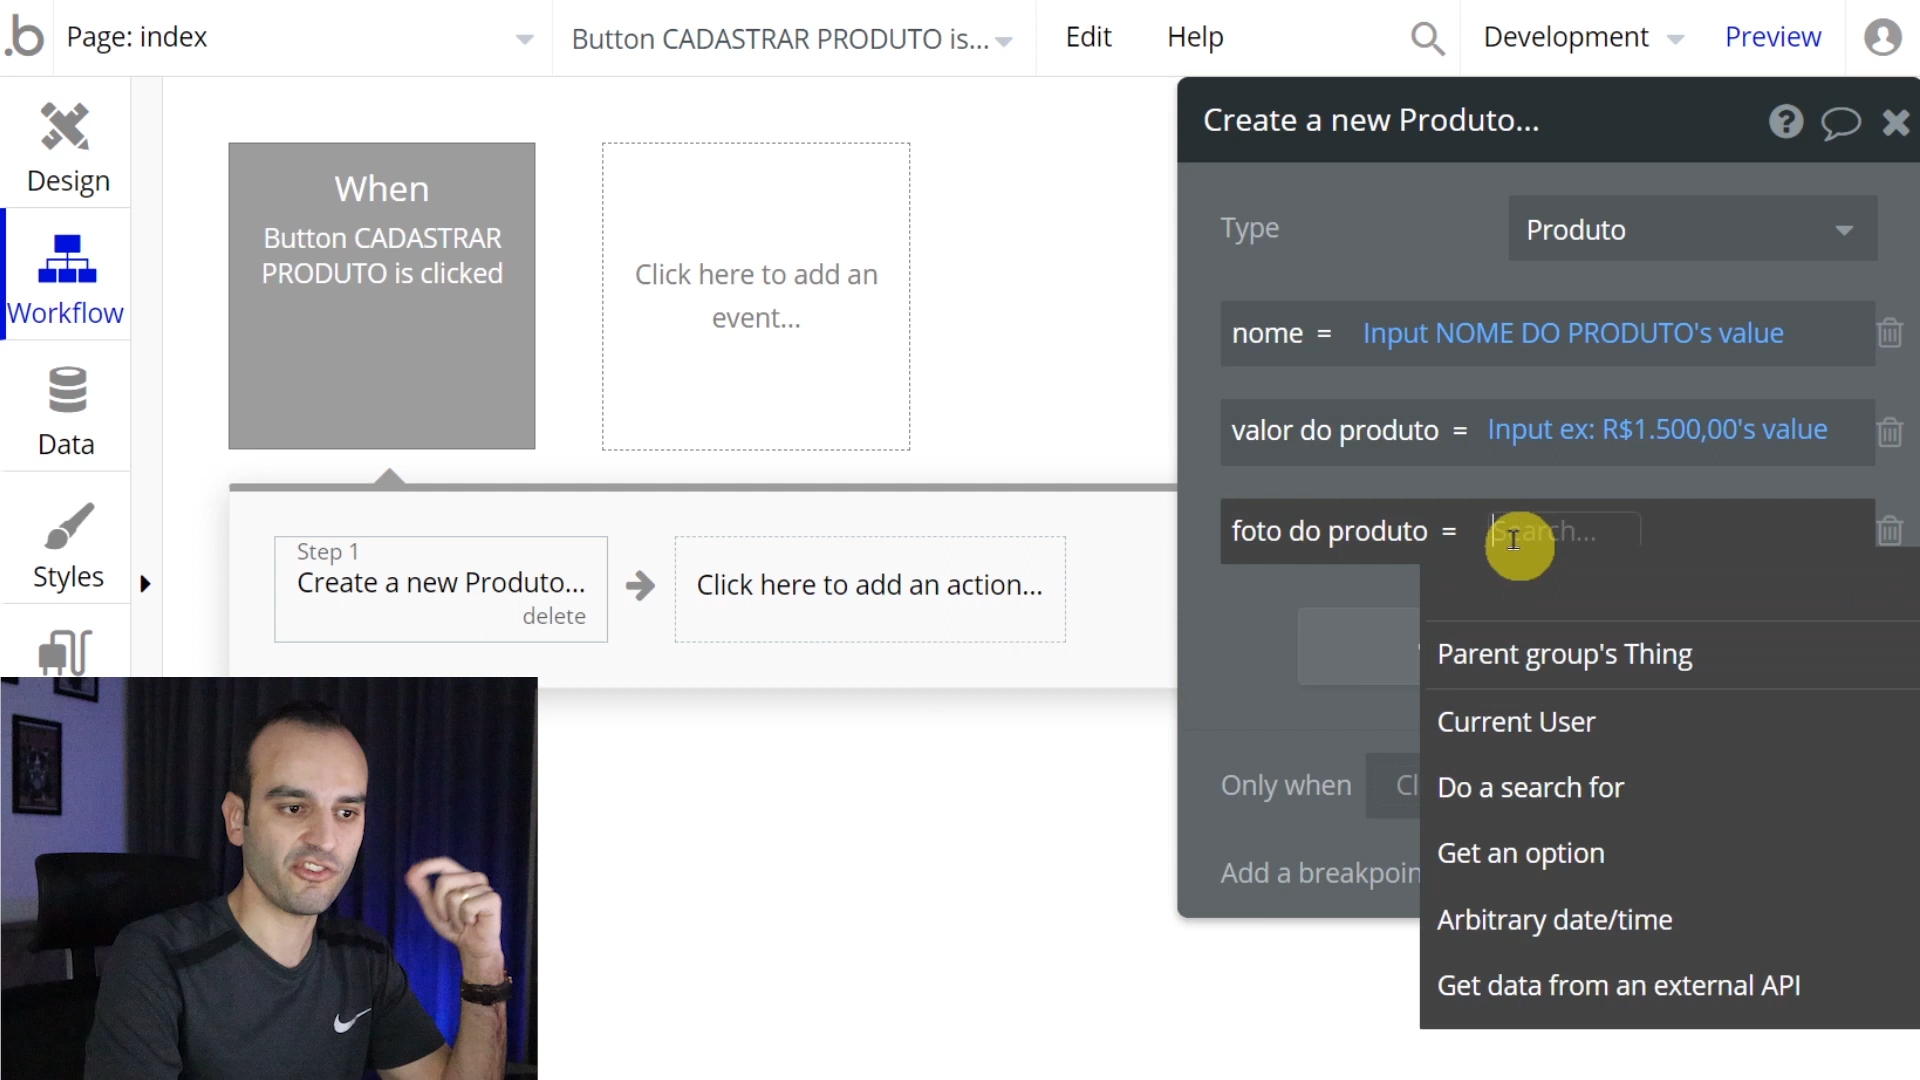 .b
Page: index
Button CADASTRAR PRODUTO is...
Edit
Help
Development
Preview
Design
Workflow
Data
Styles
When
Button CADASTRAR
PRODUTO is clicked
Click here to add an
event...
Step 1
Create a new Produto...
delete
Click here to add an action...
Create a new Produto...
Type
Produto
nome =
Input NOME DO PRODUTO's value
valor do produto =
Input ex: R$1.500,00's value
foto do produto =
Search...
Parent group's Thing
Current User
Do a search for
Get an option
Arbitrary date/time
Get data from an external API
Only when
Cl
Add a breakpoin